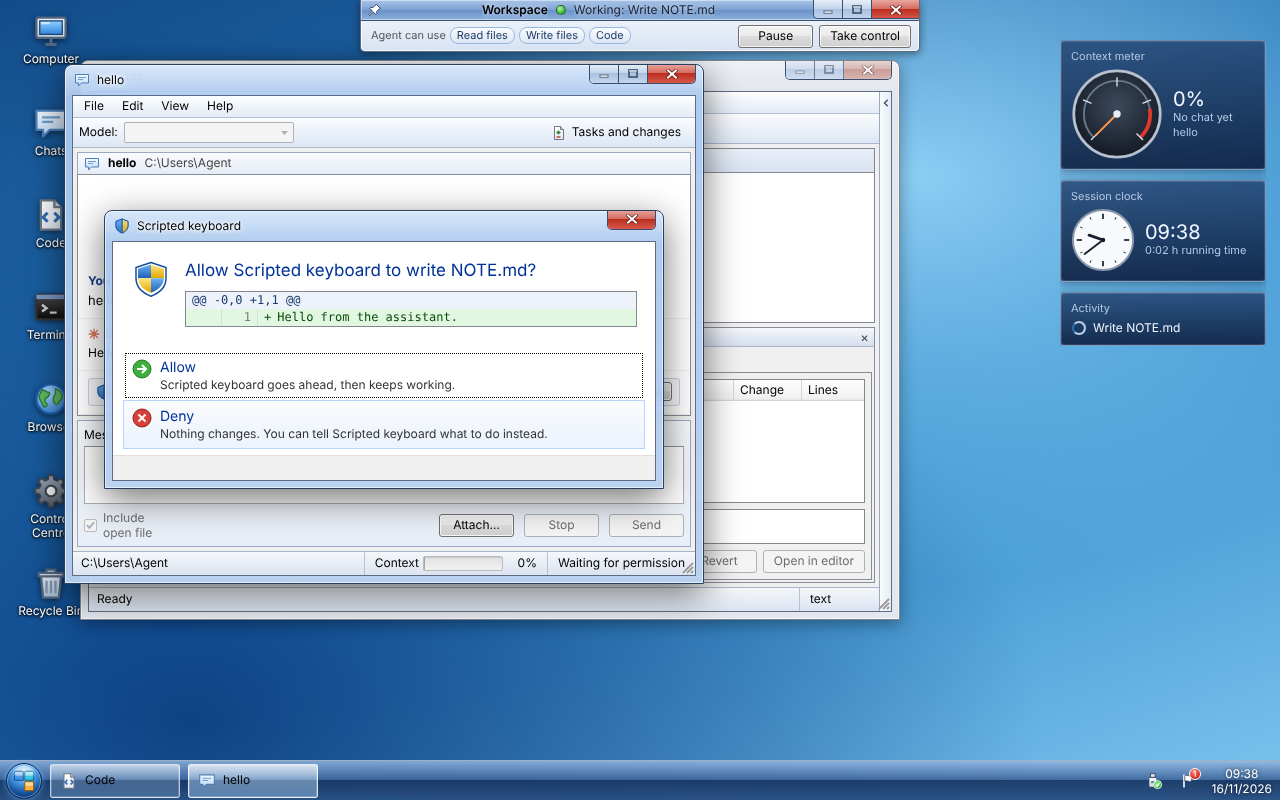 Workspace Working: Write NOTE.md
Agent can use Read files Write files Code Pause Take control
Computer
Chats
Code
Recycle Bin
hello
File Edit View Help
Model: Tasks and changes
hello C:\Users\Agent
Scripted keyboard
Allow Scripted keyboard to write NOTE.md?
@@ -0,0 +1,1 @@
1 + Hello from the assistant.
Allow
Scripted keyboard goes ahead, then keeps working.
Deny
Nothing changes. You can tell Scripted keyboard what to do instead.
Include
open file
Attach... Stop Send
C:\Users\Agent Context 0% Waiting for permission
Change Lines
Revert Open in editor
Ready text
Context meter
0%
No chat yet
hello
Session clock
09:38
0:02 h running time
Activity
Write NOTE.md
Code hello
1
09:38
16/11/2026